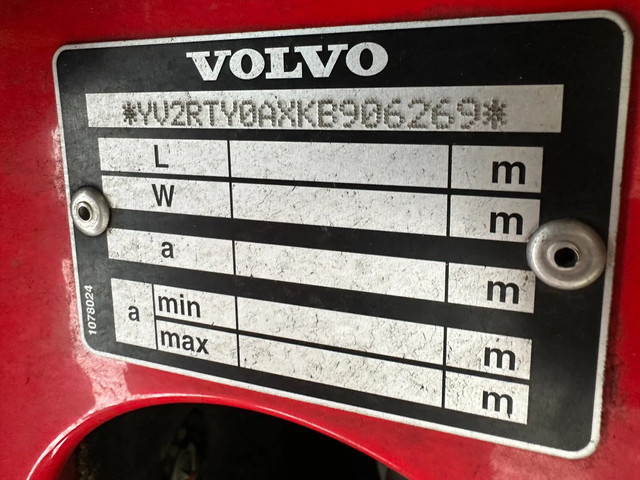 VOLVO
*YV2RTY0AXKB906269*
L m
W m
a m
a min m
max m
1078024